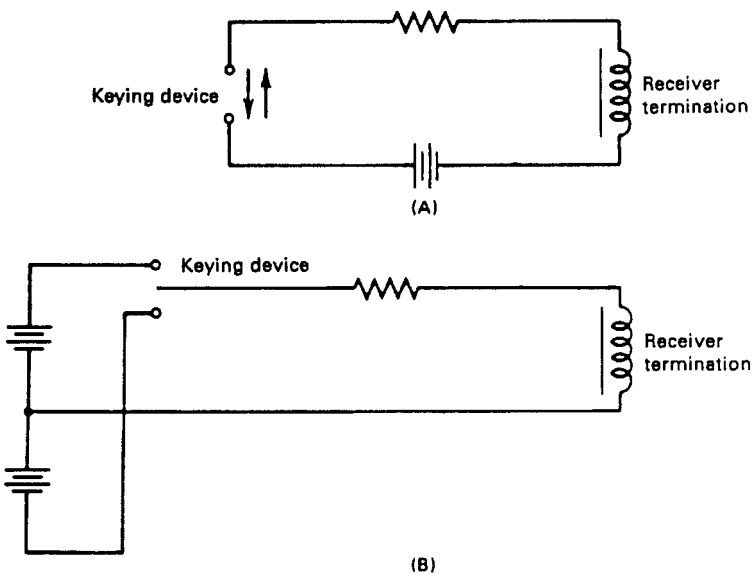 Keying device
Receiver
termination
(A)
Keying device
Receiver
termination
(B)